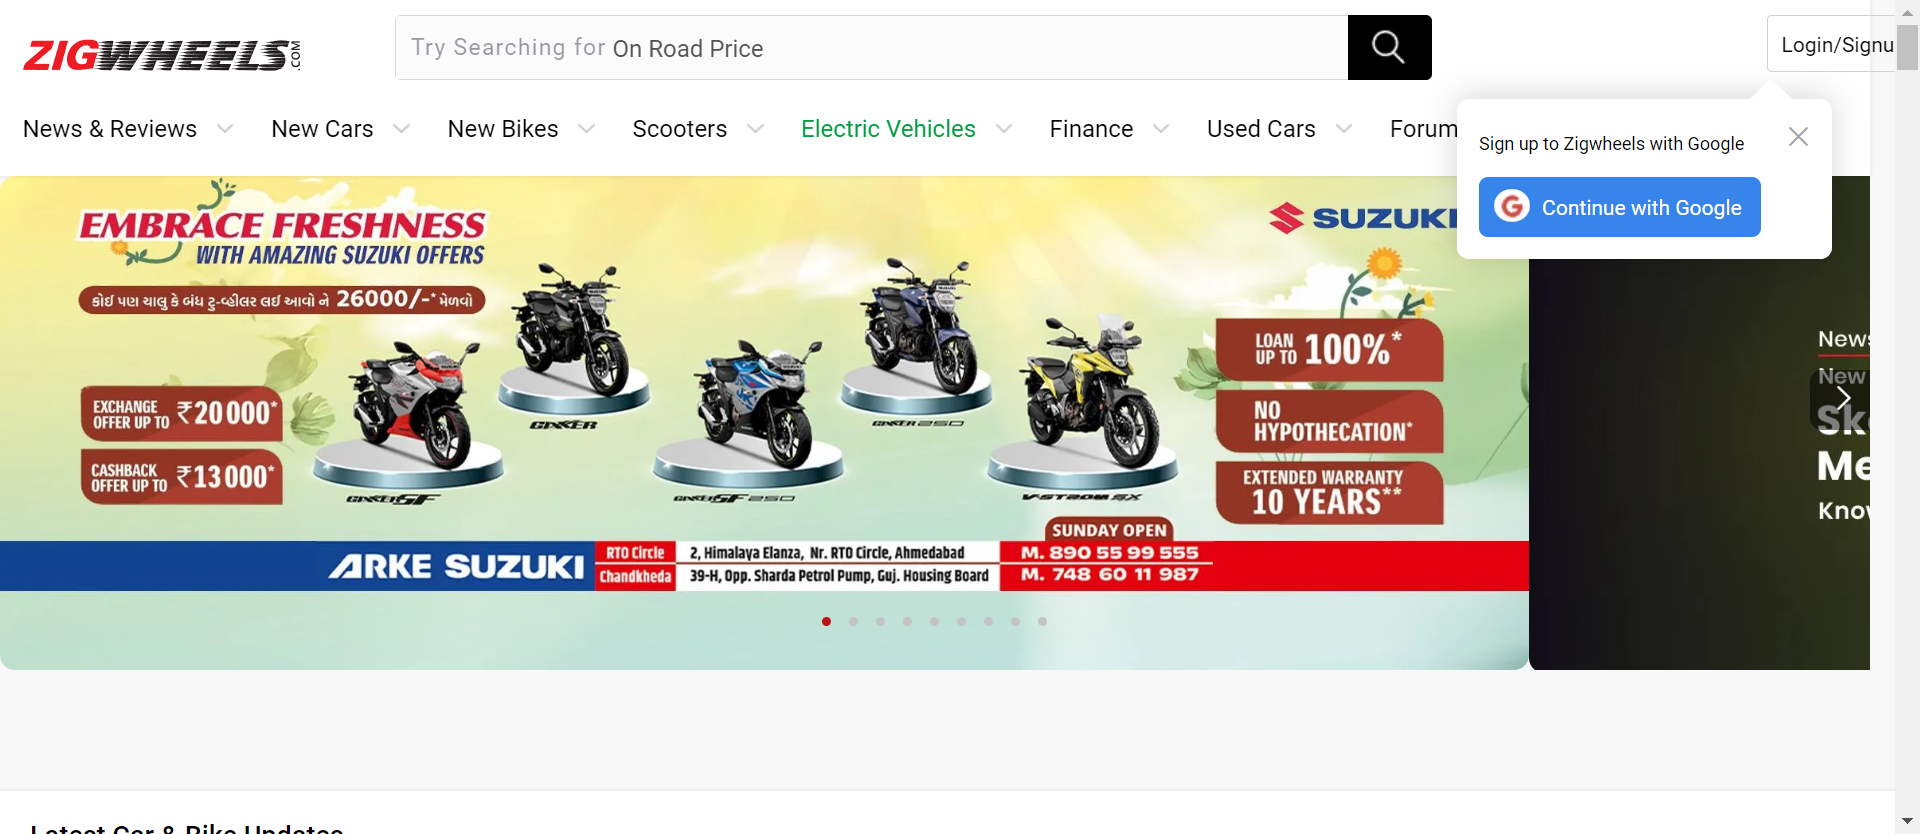 ZIGWHEELS.COM
Try Searching for On Road Price
Login/Signu
News & Reviews
New Cars
New Bikes
Scooters
Electric Vehicles
Finance
Used Cars
Forum
Sign up to Zigwheels with Google
Continue with Google
EMBRACE FRESHNESS
WITH AMAZING SUZUKI OFFERS
કોઈ પણ ચાલુ કે બંધ ટુ-વ્હીલર લઈ આવો ને 26000/-* મેળવો
SUZUKI
EXCHANGE
OFFER UP TO ₹20 000*
CASHBACK
OFFER UP TO ₹13 000*
GIXXER SF
GIXXER
GIXXER SF 250
GIXXER 250
V-STROM SX
LOAN
UP TO 100%*
NO
HYPOTHECATION*
EXTENDED WARRANTY
10 YEARS**
SUNDAY OPEN
ARKE SUZUKI
RTO Circle
2, Himalaya Elanza, Nr. RTO Circle, Ahmedabad
M. 890 55 99 555
Chandkheda
39-H, Opp. Sharda Petrol Pump, Guj. Housing Board
M. 748 60 11 987
News
New
Sk
Me
Know
Latest Car & Bike Updates